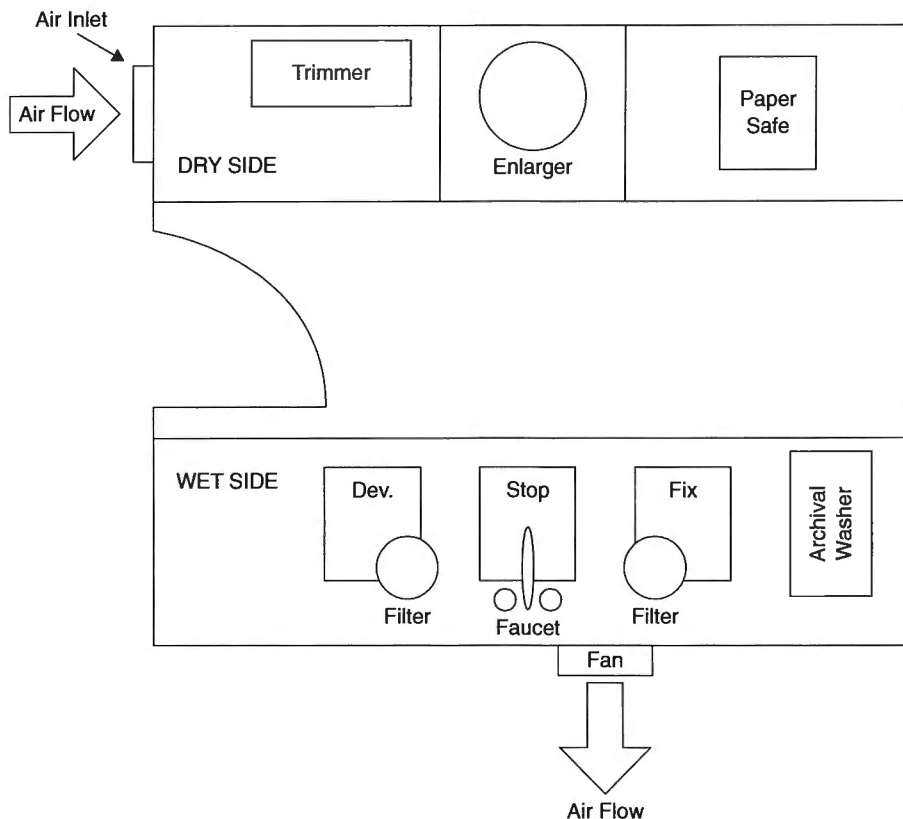 Air Inlet
Air Flow
Trimmer
Enlarger
Paper
Safe
DRY SIDE
WET SIDE
Dev.
Filter
Stop
Faucet
Fix
Filter
Archival
Washer
Fan
Air Flow